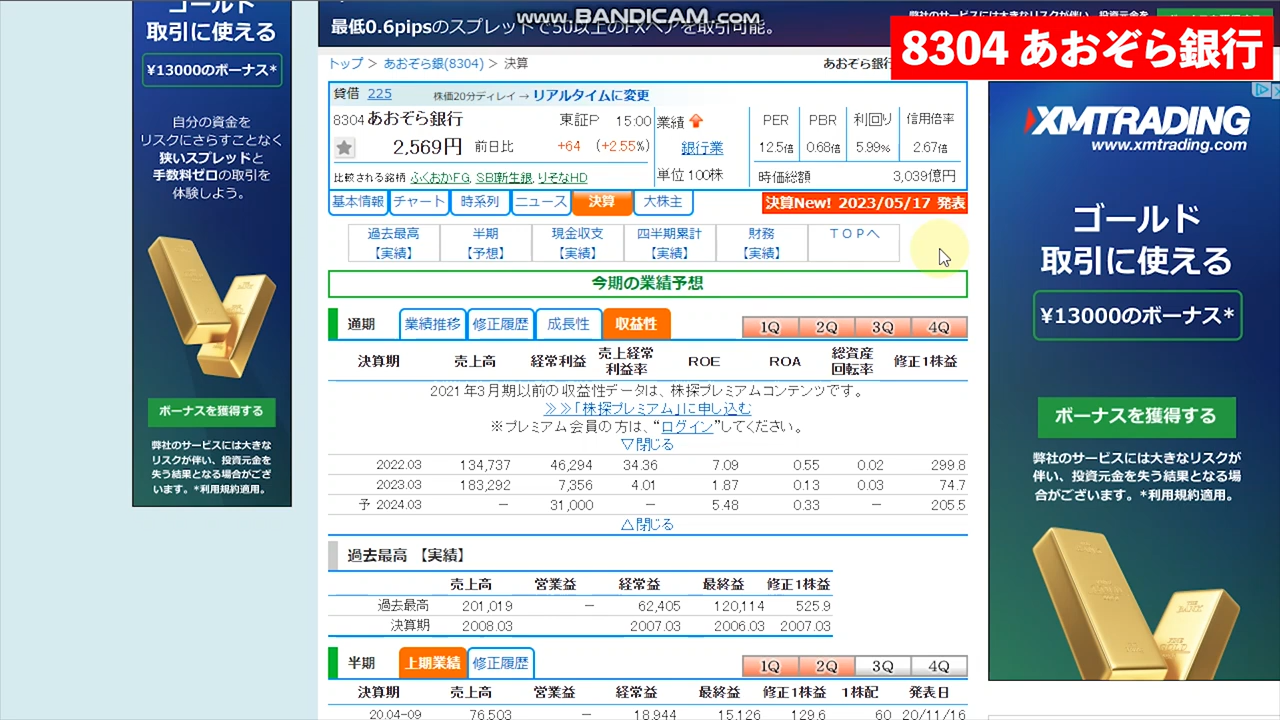 ゴールド
取引に使える
¥13000のボーナス*
自分の資金を
リスクにさらすことなく
狭いスプレッドと
手数料ゼロの取引を
体験しよう。
ボーナスを獲得する
弊社のサービスには大きな
リスクが伴い、投資元金を
失う結果となる場合がござ
います。*利用規約適用。
www.BANDICAM.com
最低0.6pipsのスプレッドで50以上のFXペアを取引可能。
8304 あおぞら銀行
トップ > あおぞら銀(8304) > 決算
あおぞら銀行
貸借 225 株価20分ディレイ → リアルタイムに変更
8304 あおぞら銀行 東証P 15:00 業績
2,569円 前日比 +64 (+2.55%) 銀行業
比較される銘柄 ふくおかFG, SBI新生銀, りそなHD 単位 100株
PER PBR 利回り 信用倍率
12.5倍 0.68倍 5.99% 2.67倍
時価総額 3,039億円
基本情報 チャート 時系列 ニュース 決算 大株主
決算New! 2023/05/17 発表
過去最高【実績】 半期【予想】 現金収支【実績】 四半期累計【実績】 財務【実績】 TOPへ
今期の業績予想
通期 業績推移 修正履歴 成長性 収益性 1Q 2Q 3Q 4Q
決算期 売上高 経常利益 売上経常利益率 ROE ROA 総資産回転率 修正1株益
2021年3月期以前の収益性データは、株探プレミアムコンテンツです。
≫≫「株探プレミアム」に申し込む
※プレミアム会員の方は、“ログイン”してください。
▽閉じる
2022.03 134,737 46,294 34.36 7.09 0.55 0.02 299.8
2023.03 183,292 7,356 4.01 1.87 0.13 0.03 74.7
予 2024.03 － 31,000 － 5.48 0.33 － 205.5
△閉じる
過去最高 【実績】
売上高 営業益 経常益 最終益 修正1株益
過去最高 201,019 － 62,405 120,114 525.9
決算期 2008.03 2007.03 2006.03 2007.03
半期 上期業績 修正履歴 1Q 2Q 3Q 4Q
決算期 売上高 営業益 経常益 最終益 修正1株益 1株配 発表日
20.04-09 76,503 － 18,944 15,126 129.6 60 20/11/16
XMTRADING
www.xmtrading.com
ゴールド
取引に使える
¥13000のボーナス*
ボーナスを獲得する
弊社のサービスには大きなリスクが
伴い、投資元金を失う結果となる場
合がございます。*利用規約適用。